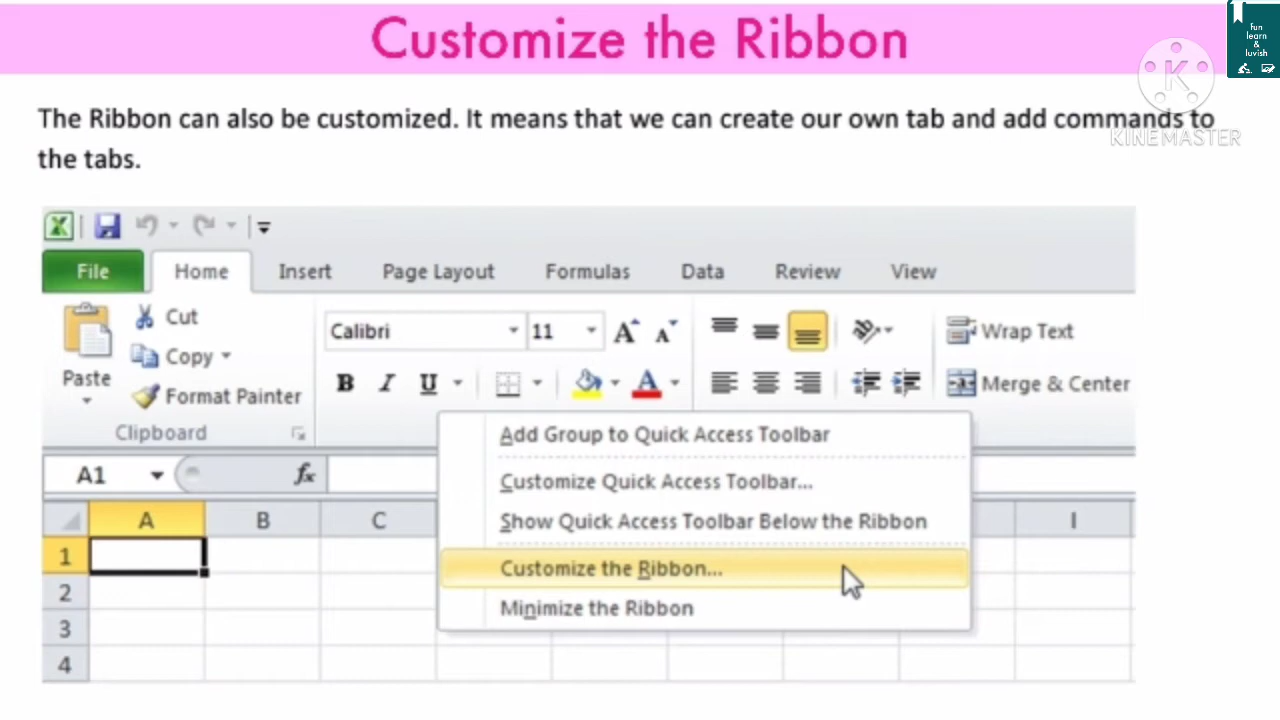 Customize the Ribbon
fun
learn
&
luvish
K
KINEMASTER
The Ribbon can also be customized. It means that we can create our own tab and add commands to
the tabs.
File Home Insert Page Layout Formulas Data Review View
Cut
Calibri 11 A A Wrap Text
Copy
Paste
B I U A Merge & Center
Format Painter
Clipboard
Add Group to Quick Access Toolbar
A1 fx
Customize Quick Access Toolbar...
A B C I
Show Quick Access Toolbar Below the Ribbon
1
Customize the Ribbon...
2
Minimize the Ribbon
3
4